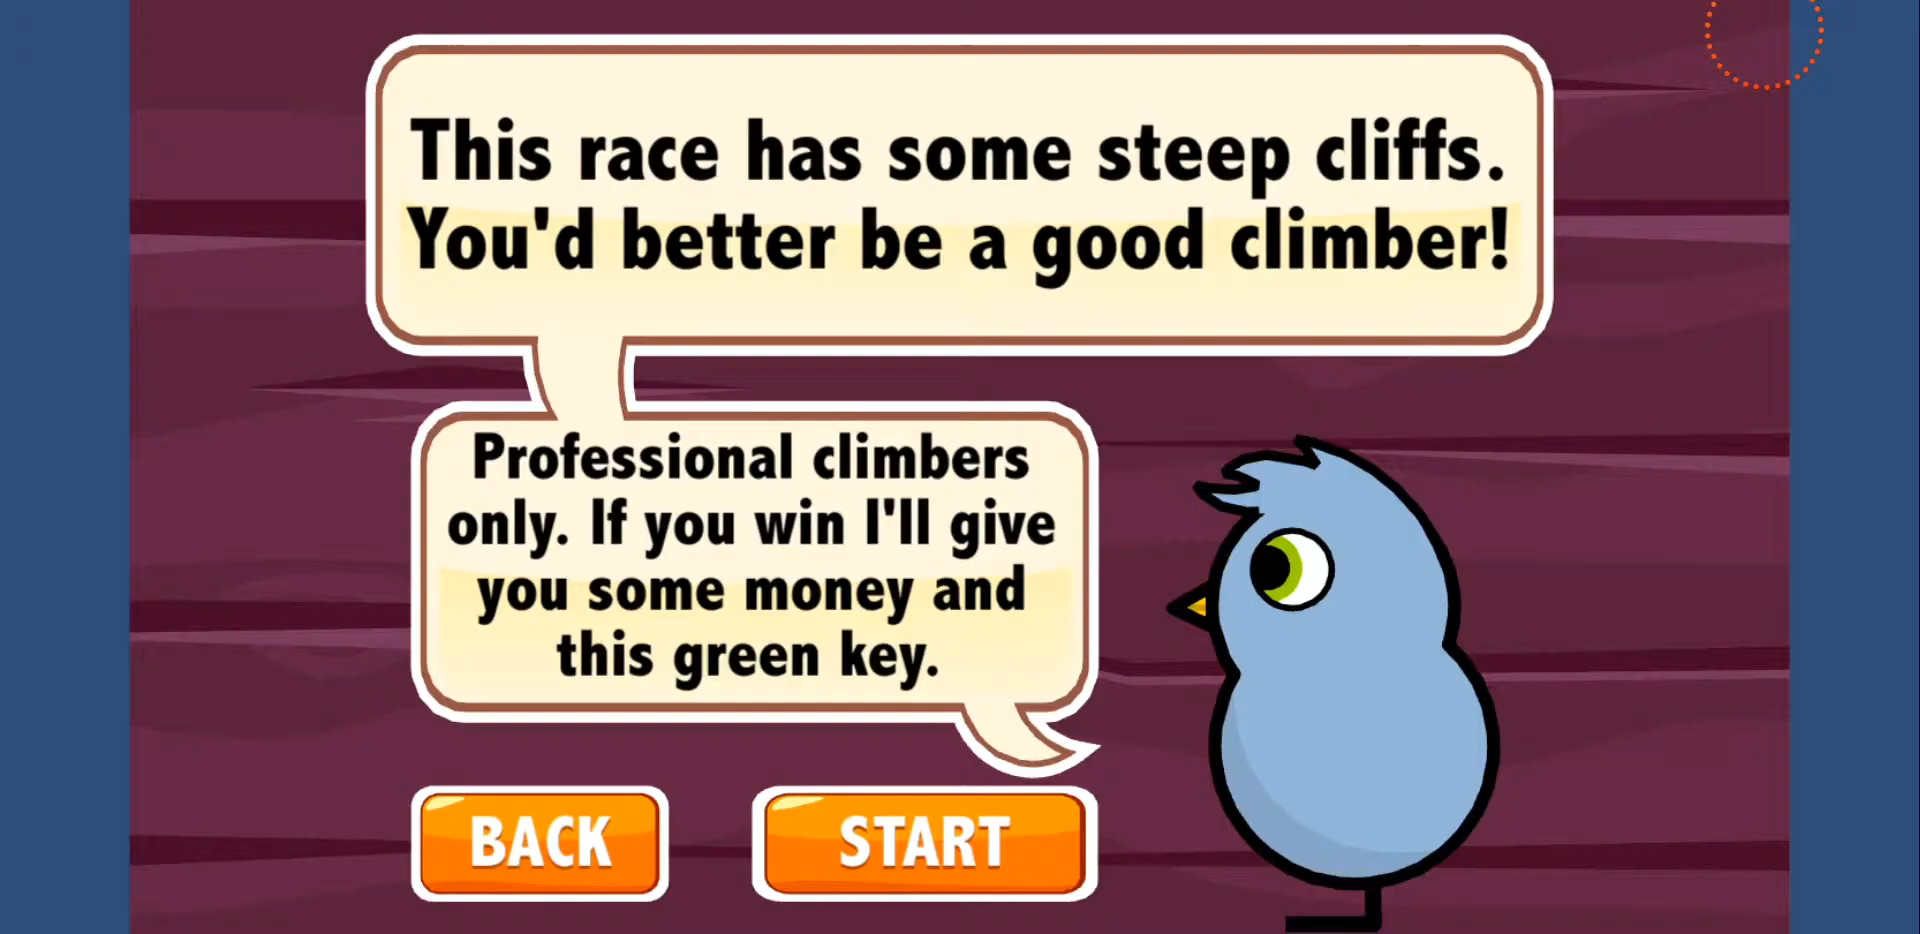 This race has some steep cliffs.
You'd better be a good climber!
Professional climbers
only. If you win I'll give
you some money and
this green key.
BACK
START